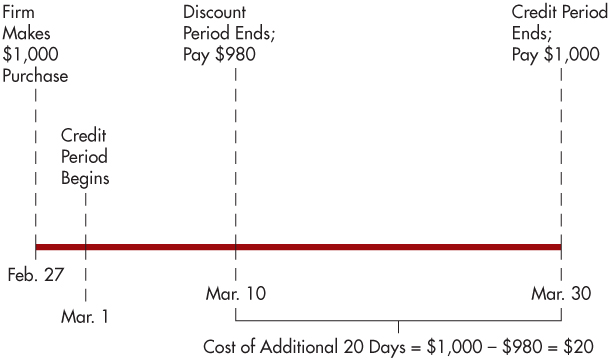 Firm
Makes
$1,000
Purchase
Discount
Period Ends;
Pay $980
Credit Period
Ends;
Pay $1,000
Credit
Period
Begins
Feb. 27
Mar. 1
Mar. 10
Mar. 30
Cost of Additional 20 Days = $1,000 – $980 = $20